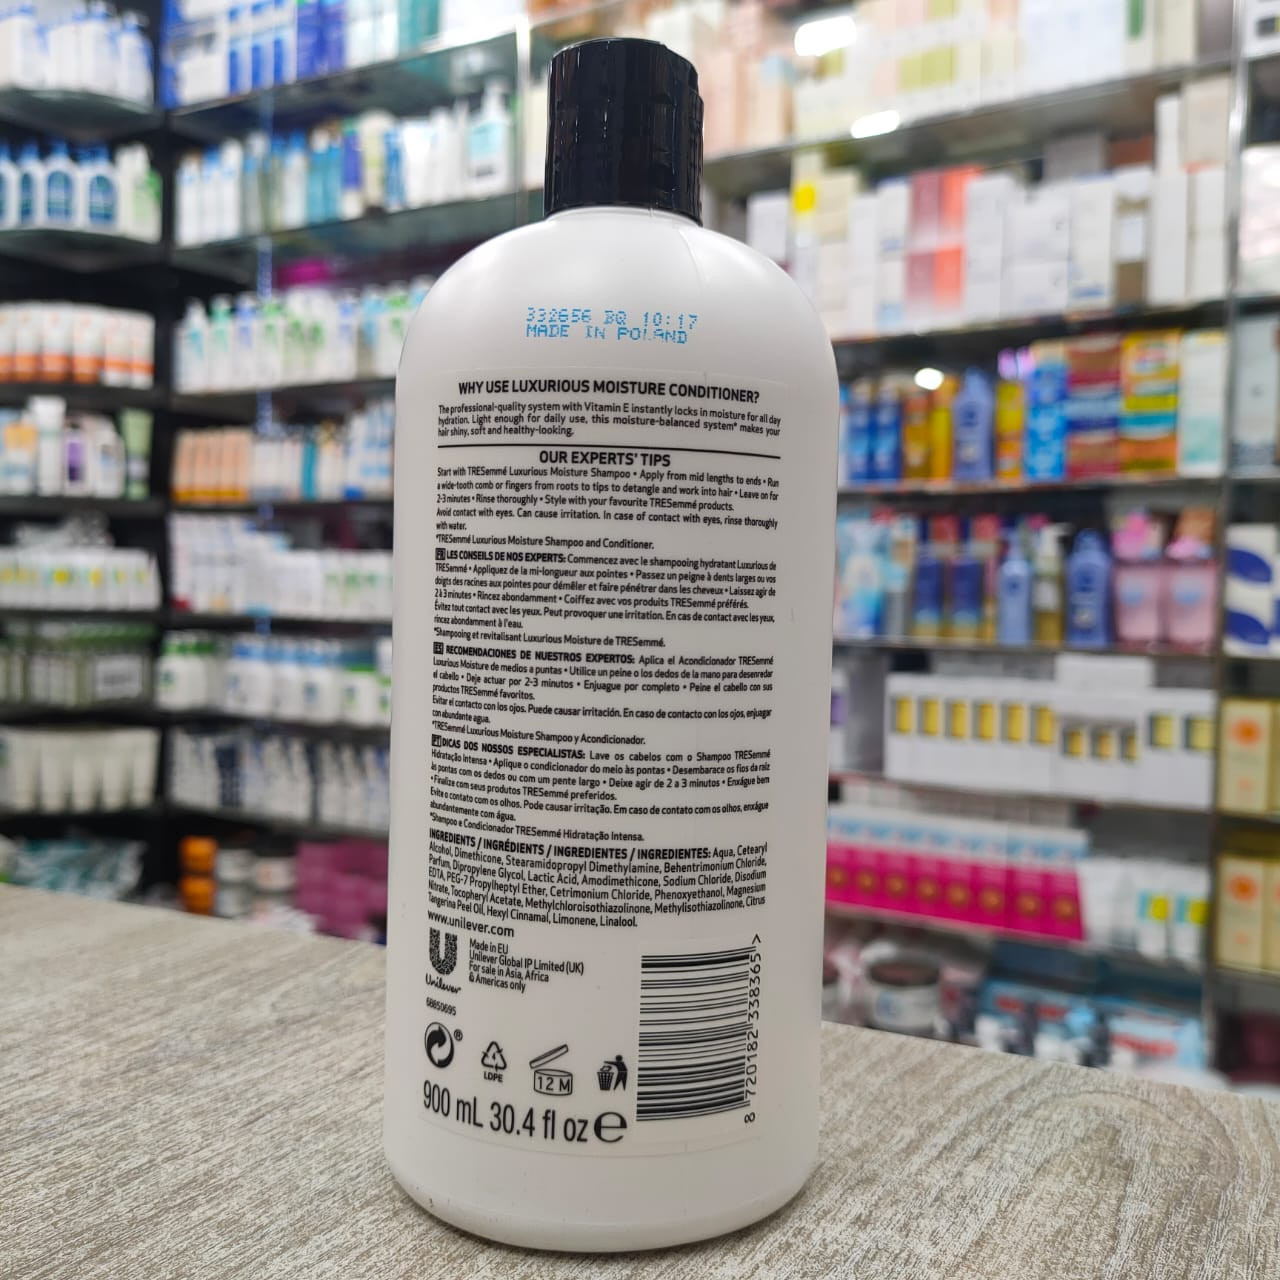 332656 BQ 10:17
MADE IN POLAND
WHY USE LUXURIOUS MOISTURE CONDITIONER?
The professional-quality system with Vitamin E instantly locks in moisture for all day
hydration. Light enough for daily use, this moisture-balanced system* makes your
hair shiny, soft and healthy-looking.
OUR EXPERTS' TIPS
Start with TRESemmé Luxurious Moisture Shampoo • Apply from mid lengths to ends • Run
a wide-tooth comb or fingers from roots to tips to detangle and work into hair • Leave on for
2-3 minutes • Rinse thoroughly • Style with your favourite TRESemmé products.
Avoid contact with eyes. Can cause irritation. In case of contact with eyes, rinse thoroughly
with water.
*TRESemmé Luxurious Moisture Shampoo and Conditioner.
FR LES CONSEILS DE NOS EXPERTS: Commencez avec le shampooing hydratant Luxurious de
TRESemmé • Appliquez de la mi-longueur aux pointes • Passez un peigne à dents larges ou vos
doigts des racines aux pointes pour démêler et faire pénétrer dans les cheveux • Laissez agir de
2 à 3 minutes • Rincez abondamment • Coiffez avec vos produits TRESemmé préférés.
Évitez tout contact avec les yeux. Peut provoquer une irritation. En cas de contact avec les yeux,
rincez abondamment à l'eau.
*Shampooing et revitalisant Luxurious Moisture de TRESemmé.
ES RECOMENDACIONES DE NUESTROS EXPERTOS: Aplica el Acondicionador TRESemmé
Luxurious Moisture de medios a puntas • Utilice un peine o los dedos de la mano para desenredar
el cabello • Deje actuar por 2-3 minutos • Enjuague por completo • Peine el cabello con sus
productos TRESemmé favoritos.
Evitar el contacto con los ojos. Puede causar irritación. En caso de contacto con los ojos, enjuagar
con abundante agua.
*TRESemmé Luxurious Moisture Shampoo y Acondicionador.
PT DICAS DOS NOSSOS ESPECIALISTAS: Lave os cabelos com o Shampoo TRESemmé
Hidratação Intensa • Aplique o condicionador do meio às pontas • Desembarace os fios da raiz
às pontas com os dedos ou com um pente largo • Deixe agir de 2 a 3 minutos • Enxágue bem
• Finalize com seus produtos TRESemmé preferidos.
Evite o contato com os olhos. Pode causar irritação. Em caso de contato com os olhos, enxágue
abundantemente com água.
*Shampoo e Condicionador TRESemmé Hidratação Intensa.
INGREDIENTS / INGRÉDIENTS / INGREDIENTES / INGREDIENTES: Aqua, Cetearyl
Alcohol, Dimethicone, Stearamidopropyl Dimethylamine, Behentrimonium Chloride,
Parfum, Dipropylene Glycol, Lactic Acid, Amodimethicone, Sodium Chloride, Disodium
EDTA, PEG-7 Propylheptyl Ether, Cetrimonium Chloride, Phenoxyethanol, Magnesium
Nitrate, Tocopheryl Acetate, Methylchloroisothiazolinone, Methylisothiazolinone, Citrus
Tangerina Peel Oil, Hexyl Cinnamal, Limonene, Linalool.
www.unilever.com
Made in EU
Unilever Global IP Limited (UK)
For sale in Asia, Africa
& Americas only
Unilever
68850695
®
LDPE
12 M
900 mL 30.4 fl oz ℮
8 720182 338365 >